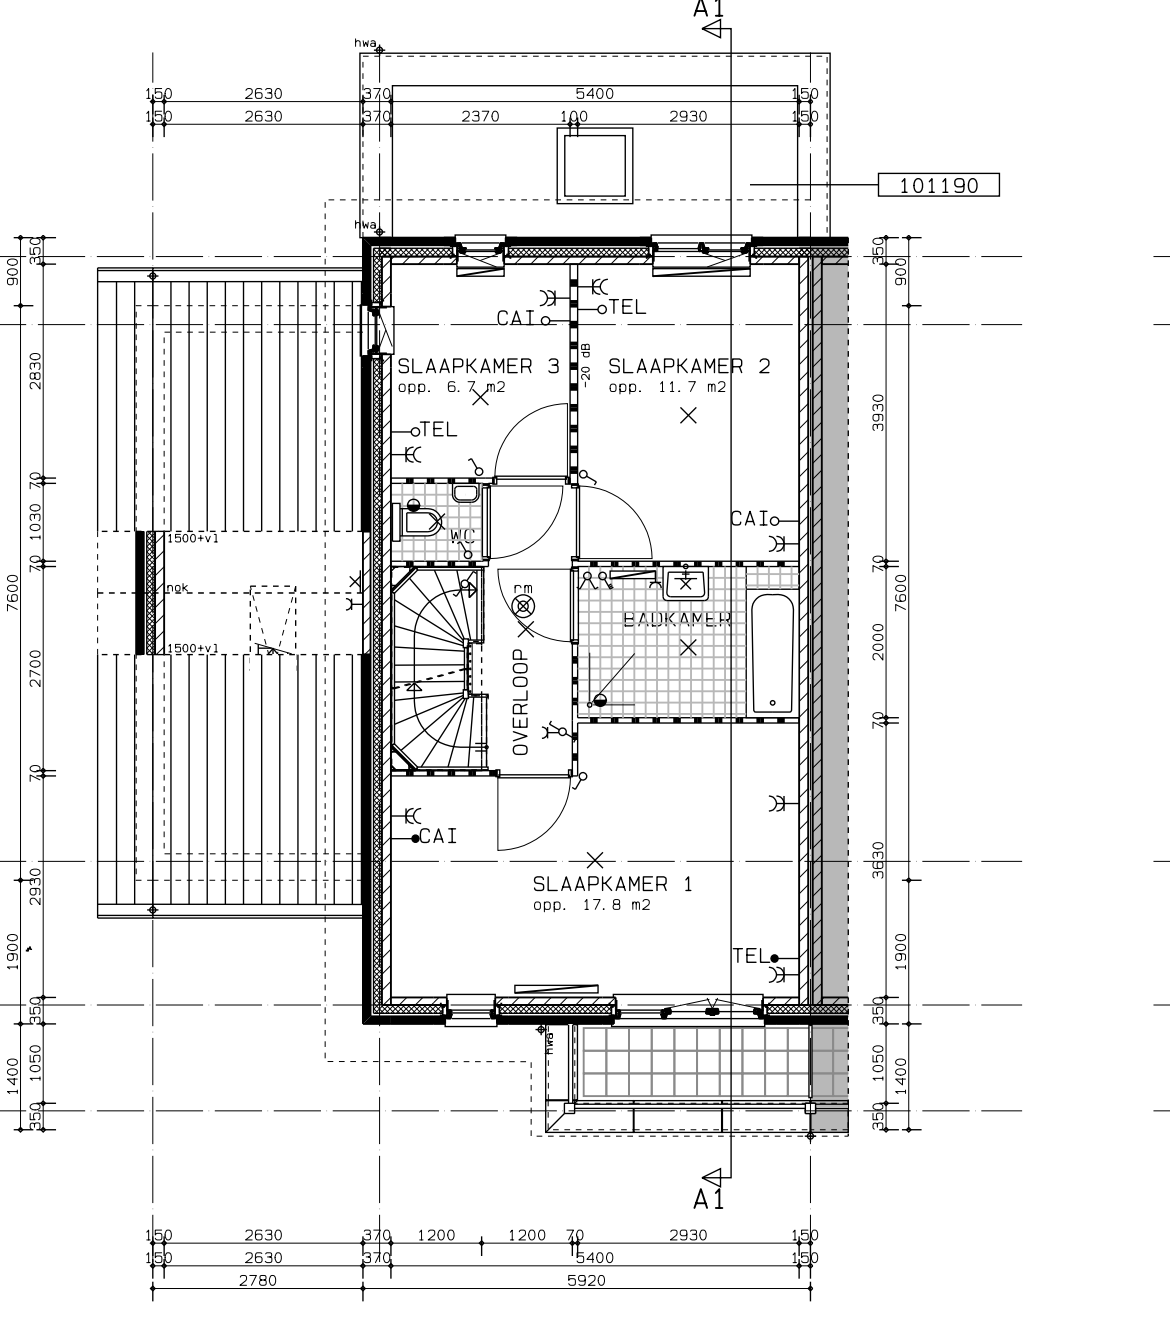 A1
hwa
150 2630 370 5400 150
150 2630 370 2370 100 2930 150
101190
hwa
350
900
350
900
CAI
TEL
-20 dB
SLAAPKAMER 3
opp. 6.7 m2
SLAAPKAMER 2
opp. 11.7 m2
2830
3930
TEL
CAI
70
1030
WC
70
70
1500+vl
nok
1500+vl
7600
7600
rm
BADKAMER
OVERLOOP
2700
2000
70
70
CAI
SLAAPKAMER 1
opp. 17.8 m2
2930
3630
TEL
1900
1900
350
350
hwa
1400
1050
1050
1400
350
350
A1
150 2630 370 1200 1200 70 2930 150
150 2630 370 5400 150
2780 5920